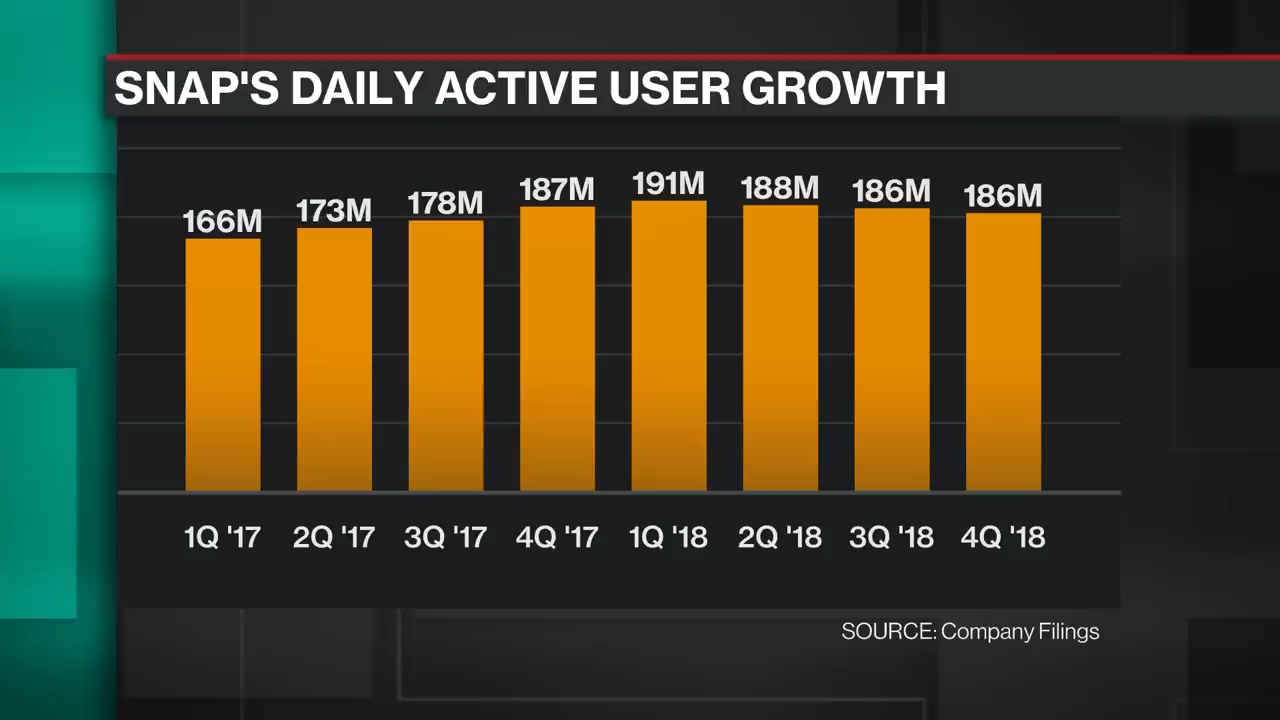 SNAP'S DAILY ACTIVE USER GROWTH
166M 173M 178M 187M 191M 188M 186M 186M
1Q '17 2Q '17 3Q '17 4Q '17 1Q '18 2Q '18 3Q '18 4Q '18
SOURCE: Company Filings